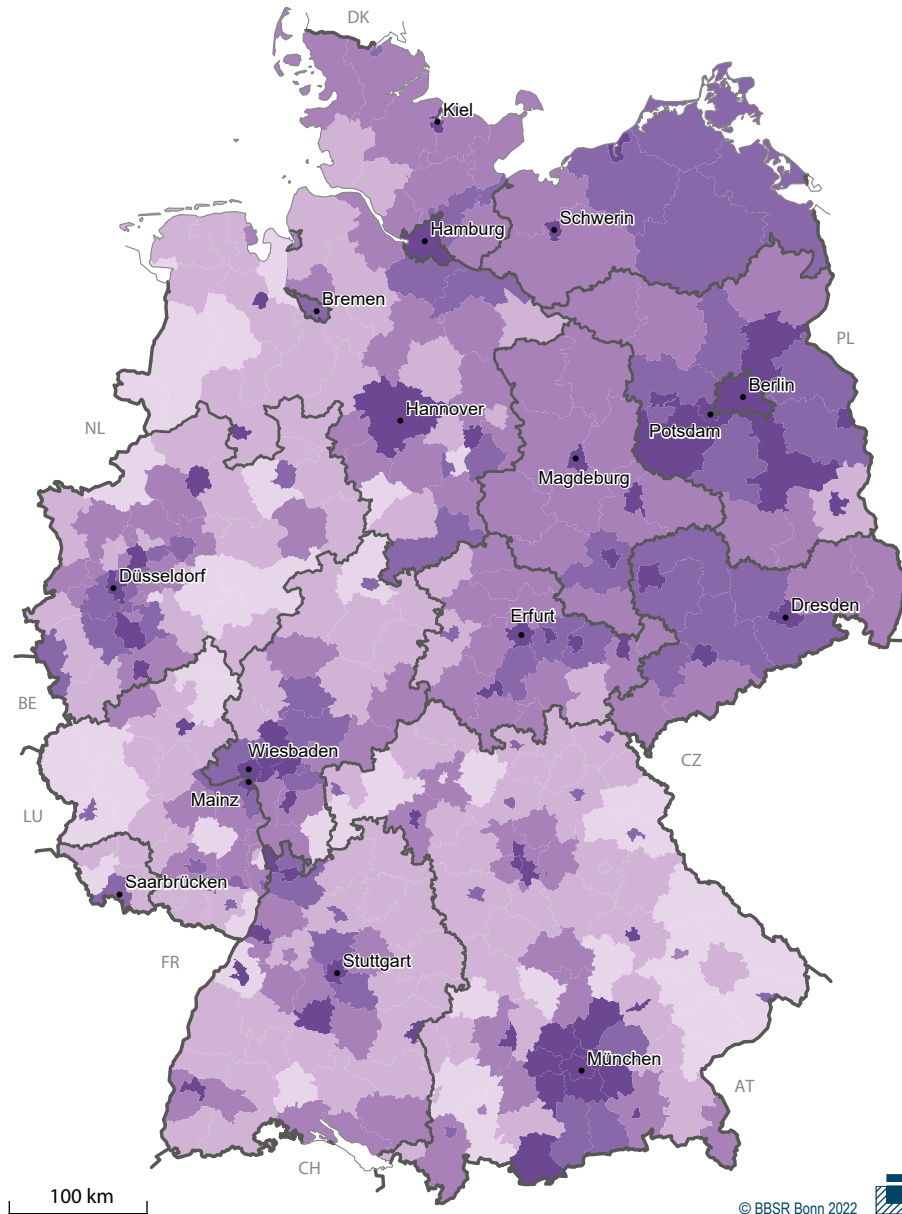 DK
Kiel
Schwerin
Hamburg
Bremen
PL
Berlin
Hannover
NL
Potsdam
Magdeburg
Düsseldorf
Dresden
Erfurt
BE
Wiesbaden
CZ
Mainz
LU
Saarbrücken
FR
Stuttgart
München
AT
CH
100 km
© BBSR Bonn 2022